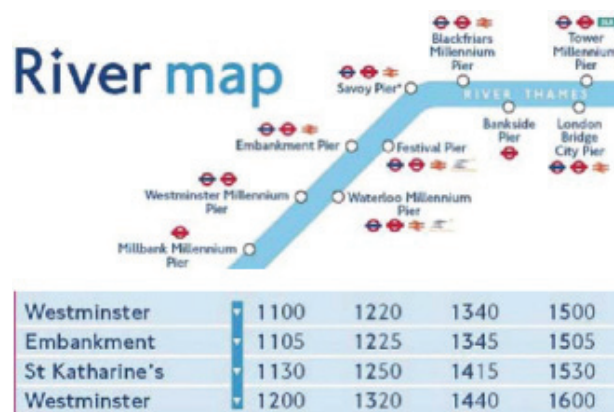 River map
Blackfriars
Millennium
Pier
Tower
Millennium
Pier
Savoy Pier*
RIVER THAMES
Bankside
Pier
London
Bridge
City Pier
Embankment Pier
Festival Pier
Westminster Millennium
Pier
Waterloo Millennium
Pier
Millbank Millennium
Pier
Westminster 1100 1220 1340 1500
Embankment 1105 1225 1345 1505
St Katharine's 1130 1250 1415 1530
Westminster 1200 1320 1440 1600